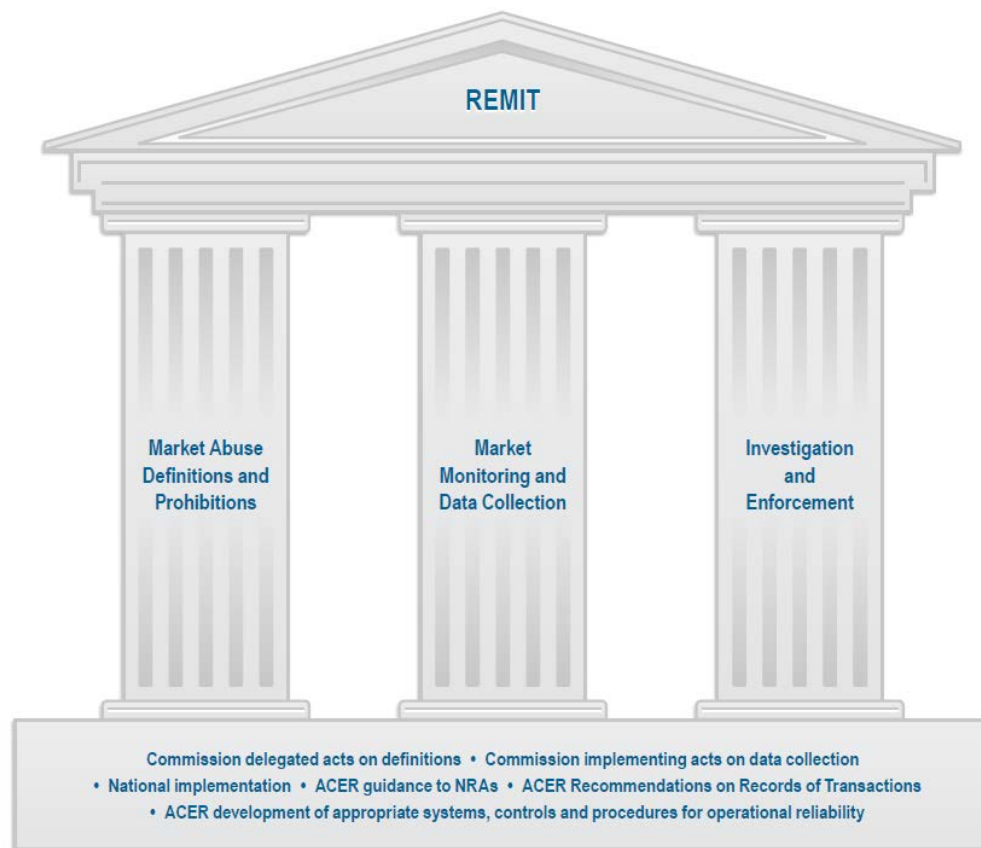 REMIT
Market Abuse
Definitions and
Prohibitions
Market
Monitoring and
Data Collection
Investigation
and
Enforcement
Commission delegated acts on definitions • Commission implementing acts on data collection
• National implementation • ACER guidance to NRAs • ACER Recommendations on Records of Transactions
• ACER development of appropriate systems, controls and procedures for operational reliability